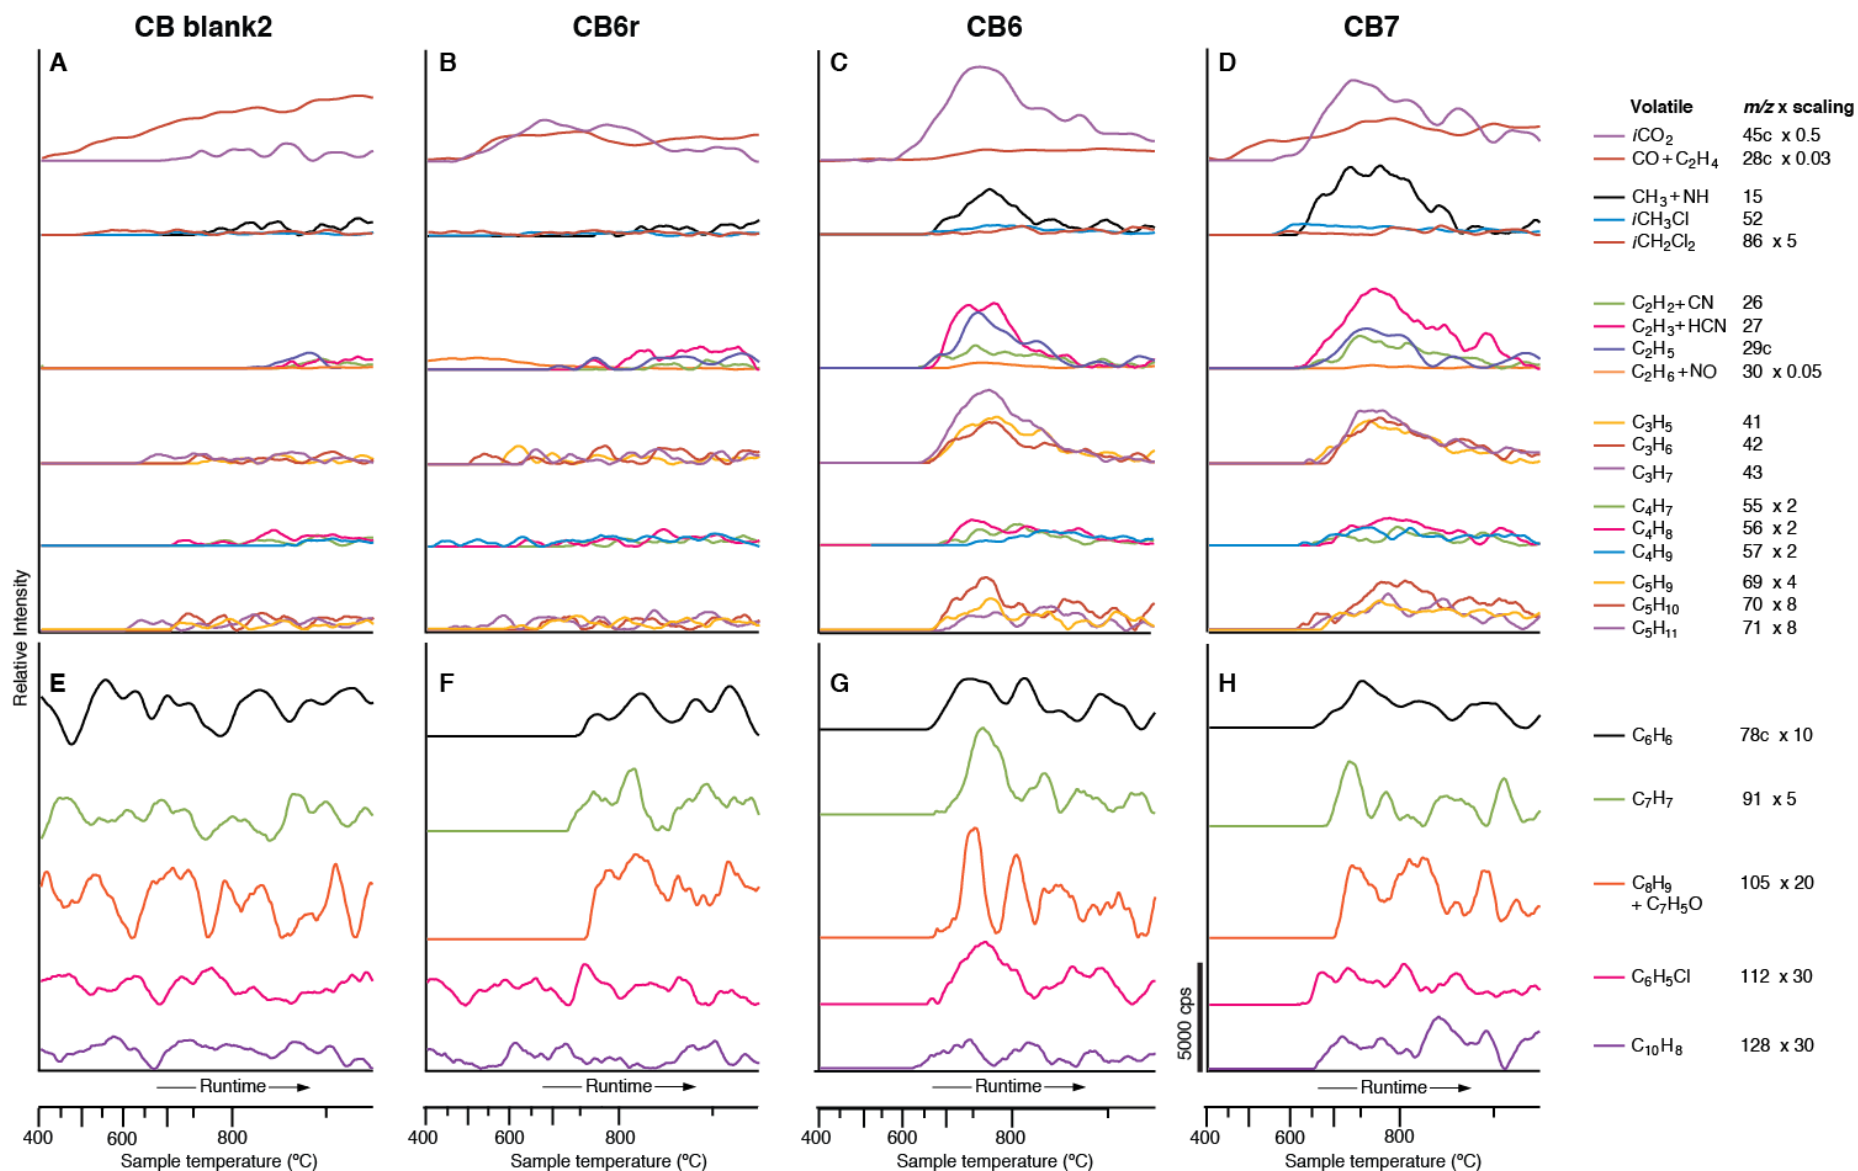 CB blank2 CB6r CB6 CB7
A B C D
Volatile m/z x scaling
iCO₂ 45c x 0.5
CO+C₂H₄ 28c x 0.03
CH₃+NH 15
iCH₃Cl 52
iCH₂Cl₂ 86 x 5
C₂H₂+CN 26
C₂H₃+HCN 27
C₂H₅ 29c
C₂H₆+NO 30 x 0.05
C₃H₅ 41
C₃H₆ 42
C₃H₇ 43
C₄H₇ 55 x 2
C₄H₈ 56 x 2
C₄H₉ 57 x 2
C₅H₉ 69 x 4
C₅H₁₀ 70 x 8
C₅H₁₁ 71 x 8
Relative Intensity
E F G H
C₆H₆ 78c x 10
C₇H₇ 91 x 5
C₈H₉ 105 x 20
+ C₇H₅O
C₆H₅Cl 112 x 30
5000 cps
C₁₀H₈ 128 x 30
Runtime Runtime Runtime Runtime
400 600 800 400 600 800 400 600 800 400 600 800
Sample temperature (ºC) Sample temperature (ºC) Sample temperature (ºC) Sample temperature (ºC)